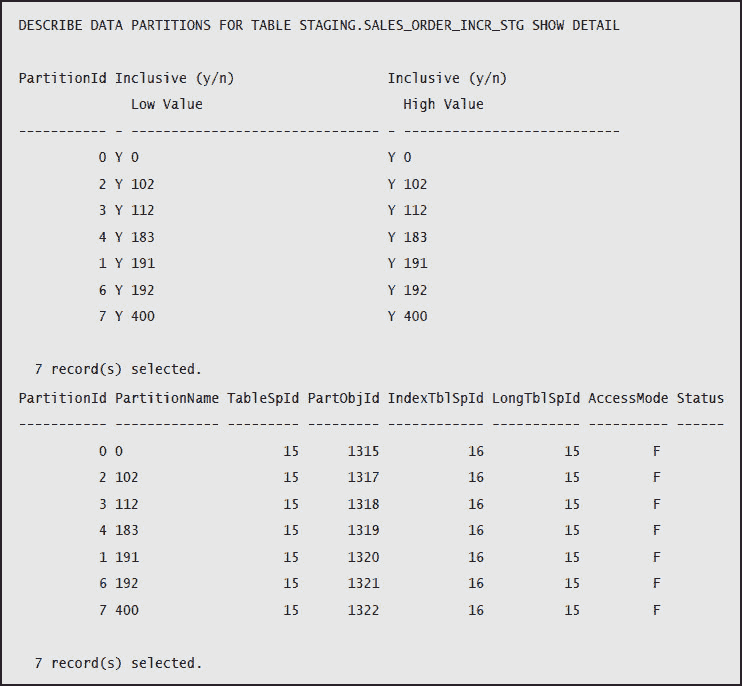 DESCRIBE DATA PARTITIONS FOR TABLE STAGING.SALES_ORDER_INCR_STG SHOW DETAIL
PartitionId Inclusive (y/n)                   Inclusive (y/n)
              Low Value                         High Value
----------- - ------------------------------- - ---------------------------
          0 Y 0                               Y 0
          2 Y 102                             Y 102
          3 Y 112                             Y 112
          4 Y 183                             Y 183
          1 Y 191                             Y 191
          6 Y 192                             Y 192
          7 Y 400                             Y 400
  7 record(s) selected.
PartitionId PartitionName TableSpId PartObjId IndexTblSpId LongTblSpId AccessMode Status
----------- ------------- --------- --------- ------------ ----------- ---------- ------
          0 0                    15      1315           16          15         F
          2 102                  15      1317           16          15         F
          3 112                  15      1318           16          15         F
          4 183                  15      1319           16          15         F
          1 191                  15      1320           16          15         F
          6 192                  15      1321           16          15         F
          7 400                  15      1322           16          15         F
  7 record(s) selected.